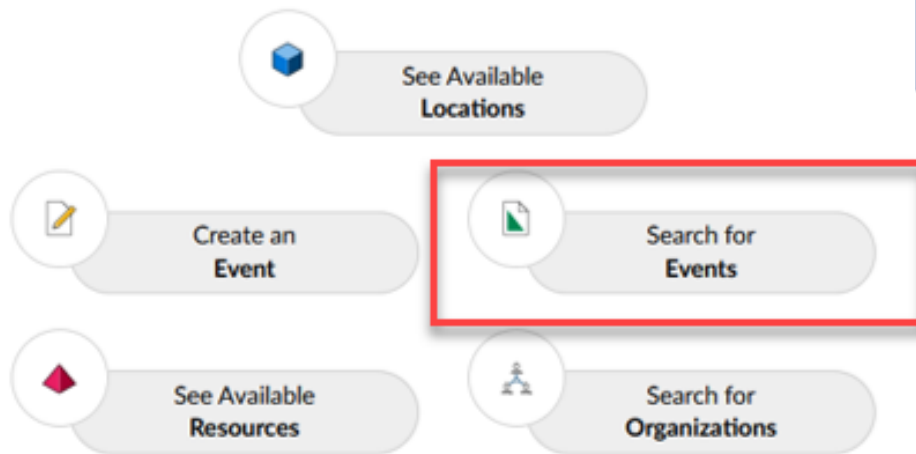 See Available
Locations
Create an
Event
Search for
Events
See Available
Resources
Search for
Organizations